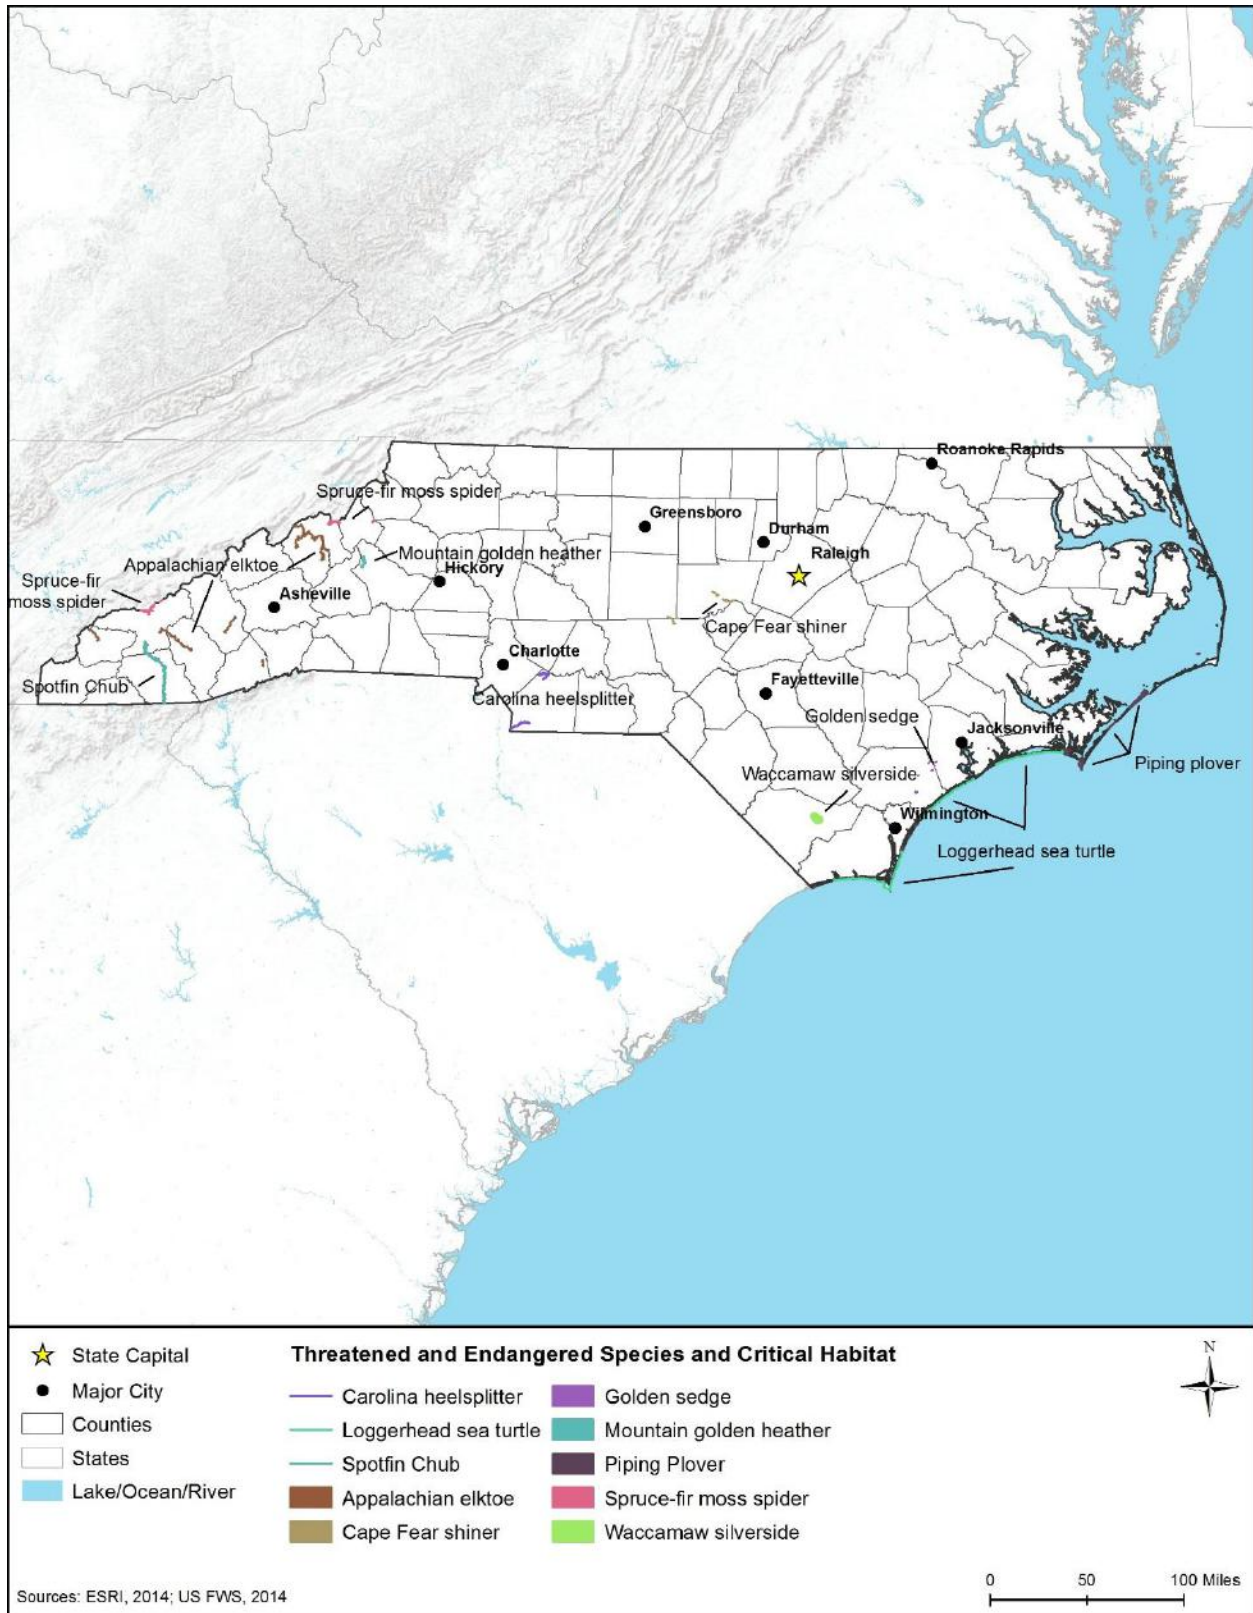 Roanoke Rapids
Spruce-fir moss spider
Greensboro
Durham
Raleigh
Mountain golden heather
Appalachian elktoe
Hickory
Spruce-fir
moss spider
Asheville
Cape Fear shiner
Charlotte
Spotfin Chub
Fayetteville
Carolina heelsplitter
Golden sedge
Jacksonville
Piping plover
Waccamaw silverside
Wilmington
Loggerhead sea turtle
State Capital
Major City
Counties
States
Lake/Ocean/River
Threatened and Endangered Species and Critical Habitat
Carolina heelsplitter
Loggerhead sea turtle
Spotfin Chub
Appalachian elktoe
Cape Fear shiner
Golden sedge
Mountain golden heather
Piping Plover
Spruce-fir moss spider
Waccamaw silverside
N
0 50 100 Miles
Sources: ESRI, 2014; US FWS, 2014